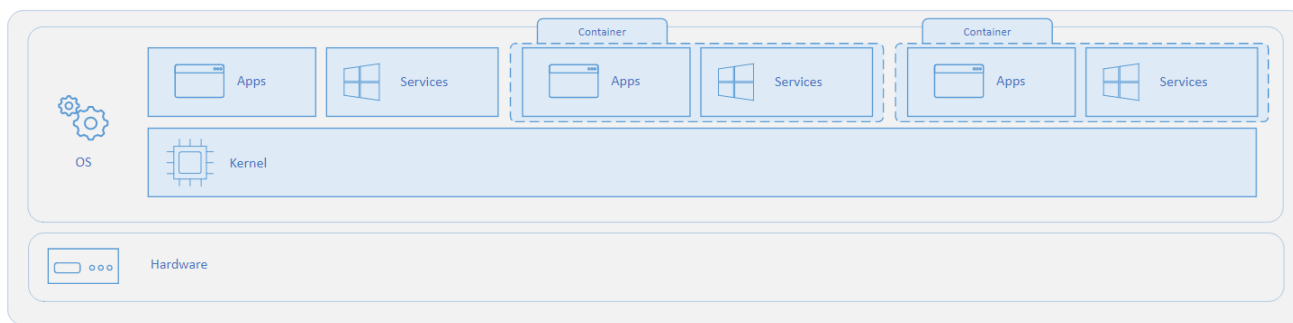 Container
Container
Apps
Services
Apps
Services
Apps
Services
OS
Kernel
Hardware